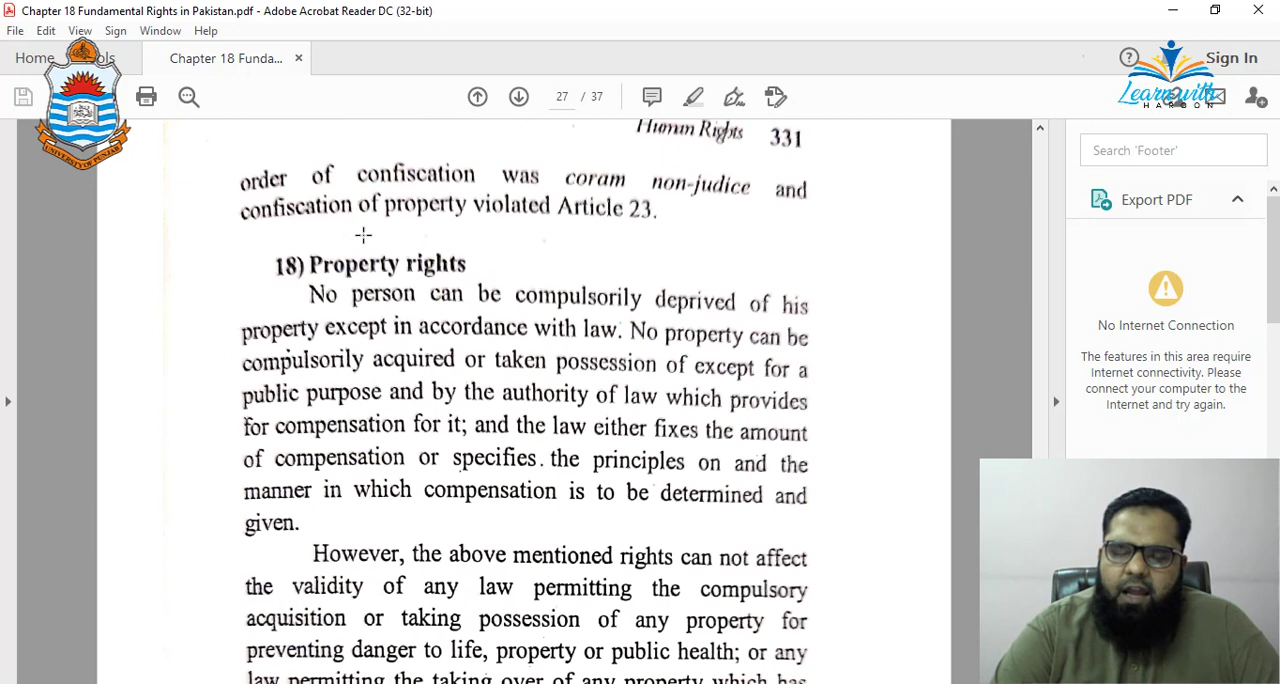 Chapter 18 Fundamental Rights in Pakistan.pdf - Adobe Acrobat Reader DC (32-bit)
File Edit View Sign Window Help
Home Chapter 18 Funda... Sign In
27 / 37
Learn with
HAROON
UNIVERSITY OF PUNJAB
Human Rights 331
order of confiscation was coram non-judice and
confiscation of property violated Article 23.
18) Property rights
No person can be compulsorily deprived of his
property except in accordance with law. No property can be
compulsorily acquired or taken possession of except for a
public purpose and by the authority of law which provides
for compensation for it; and the law either fixes the amount
of compensation or specifies. the principles on and the
manner in which compensation is to be determined and
given.
However, the above mentioned rights can not affect
the validity of any law permitting the compulsory
acquisition or taking possession of any property for
preventing danger to life, property or public health; or any
law permitting the taking over of any property which has
Search 'Footer'
Export PDF
No Internet Connection
The features in this area require
Internet connectivity. Please
connect your computer to the
Internet and try again.